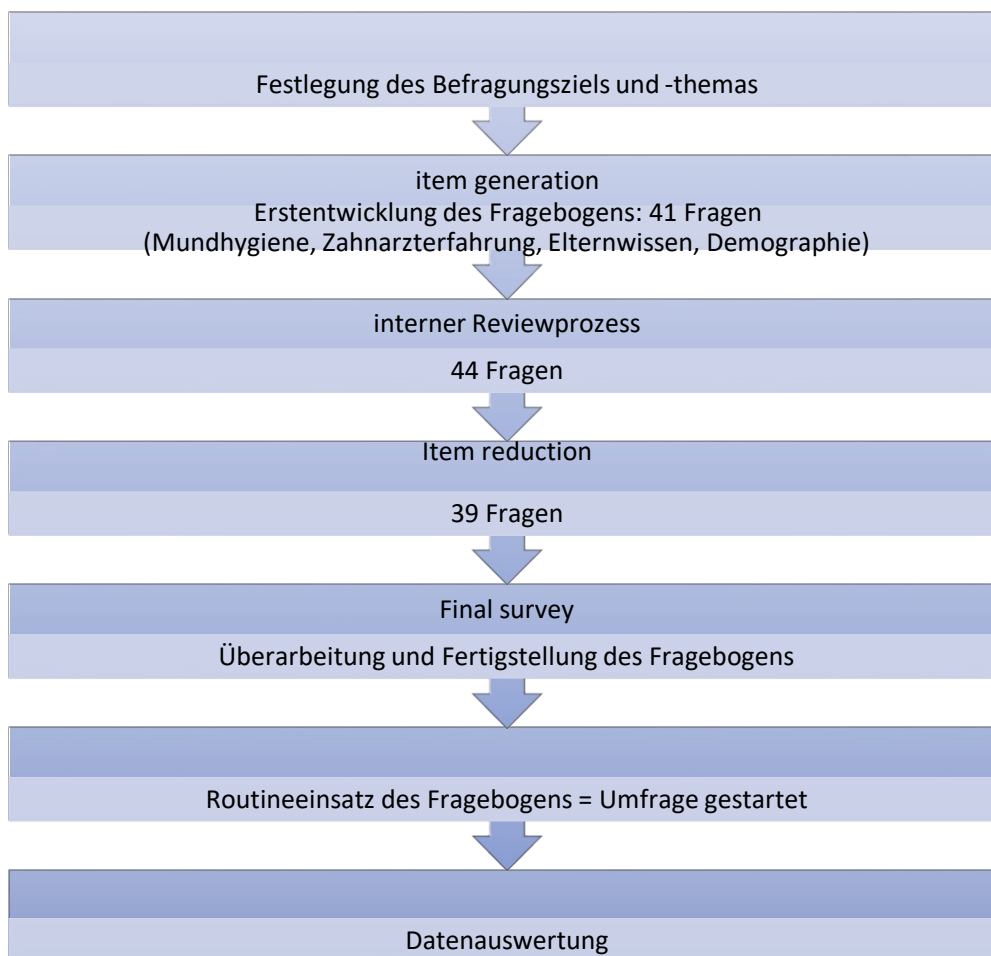 Festlegung des Befragungsziels und -themas
item generation
Erstentwicklung des Fragebogens: 41 Fragen
(Mundhygiene, Zahnarzterfahrung, Elternwissen, Demographie)
interner Reviewprozess
44 Fragen
Item reduction
39 Fragen
Final survey
Überarbeitung und Fertigstellung des Fragebogens
Routineeinsatz des Fragebogens = Umfrage gestartet
Datenauswertung